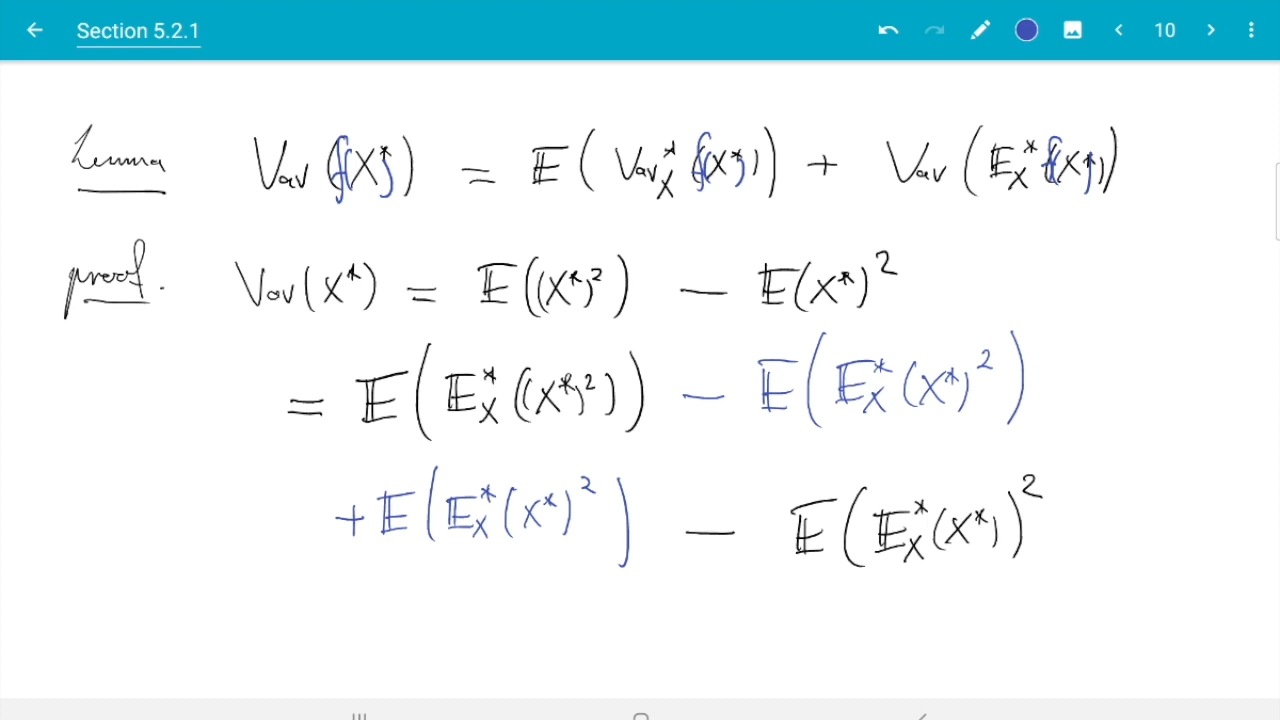 Section 5.2.1 10
Lemma Var(f(X*)) = 𝔼(Var*_X(f(X*))) + Var(𝔼*_X(f(X*)))
proof. Var(X*) = 𝔼((X*)²) − 𝔼(X*)²
= 𝔼(𝔼*_X((X*)²)) − 𝔼(𝔼*_X(X*)²)
+ 𝔼(𝔼*_X(X*)²) − 𝔼(𝔼*_X(X*))²